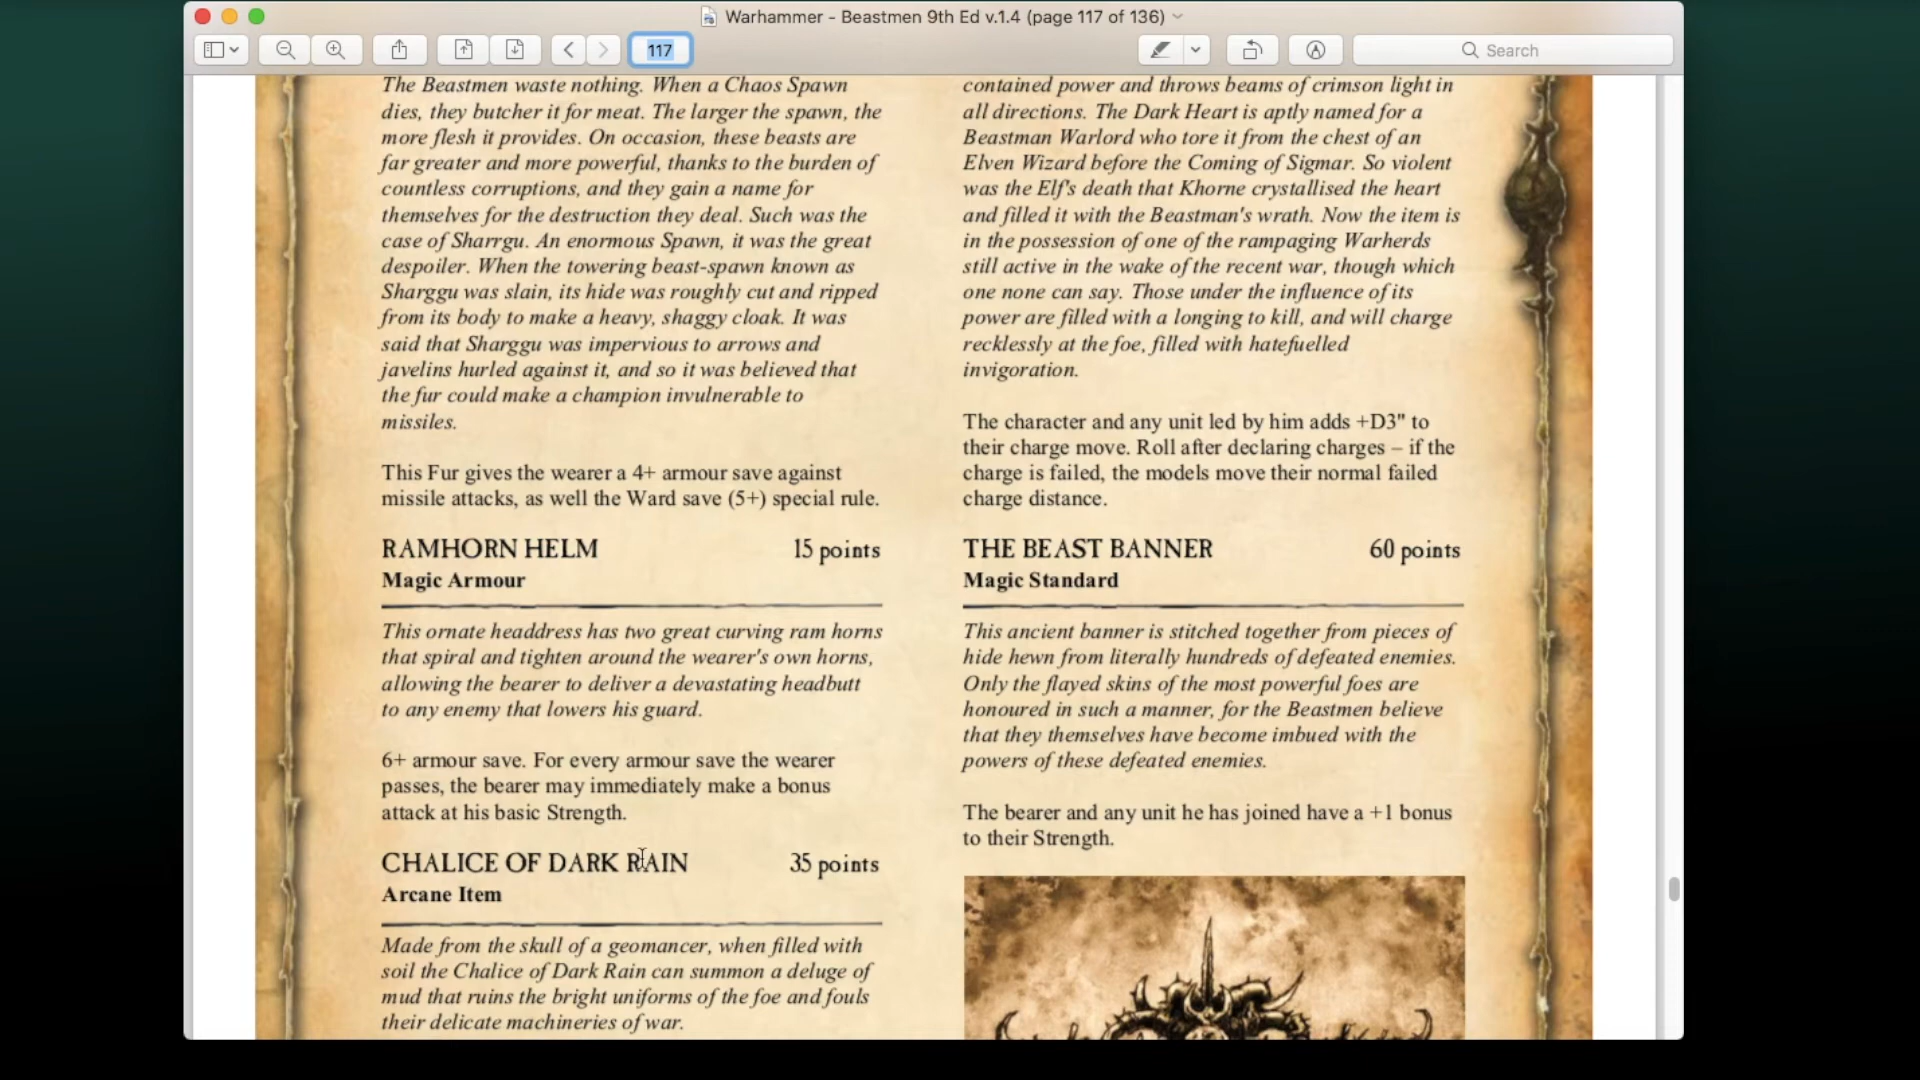 Warhammer - Beastmen 9th Ed v.1.4 (page 117 of 136)
117
Search
The Beastmen waste nothing. When a Chaos Spawn
dies, they butcher it for meat. The larger the spawn, the
more flesh it provides. On occasion, these beasts are
far greater and more powerful, thanks to the burden of
countless corruptions, and they gain a name for
themselves for the destruction they deal. Such was the
case of Sharrgu. An enormous Spawn, it was the great
despoiler. When the towering beast-spawn known as
Sharggu was slain, its hide was roughly cut and ripped
from its body to make a heavy, shaggy cloak. It was
said that Sharggu was impervious to arrows and
javelins hurled against it, and so it was believed that
the fur could make a champion invulnerable to
missiles.
This Fur gives the wearer a 4+ armour save against
missile attacks, as well the Ward save (5+) special rule.
RAMHORN HELM 15 points
Magic Armour
This ornate headdress has two great curving ram horns
that spiral and tighten around the wearer's own horns,
allowing the bearer to deliver a devastating headbutt
to any enemy that lowers his guard.
6+ armour save. For every armour save the wearer
passes, the bearer may immediately make a bonus
attack at his basic Strength.
CHALICE OF DARK RAIN 35 points
Arcane Item
Made from the skull of a geomancer, when filled with
soil the Chalice of Dark Rain can summon a deluge of
mud that ruins the bright uniforms of the foe and fouls
their delicate machineries of war.
contained power and throws beams of crimson light in
all directions. The Dark Heart is aptly named for a
Beastman Warlord who tore it from the chest of an
Elven Wizard before the Coming of Sigmar. So violent
was the Elf's death that Khorne crystallised the heart
and filled it with the Beastman's wrath. Now the item is
in the possession of one of the rampaging Warherds
still active in the wake of the recent war, though which
one none can say. Those under the influence of its
power are filled with a longing to kill, and will charge
recklessly at the foe, filled with hatefuelled
invigoration.
The character and any unit led by him adds +D3" to
their charge move. Roll after declaring charges – if the
charge is failed, the models move their normal failed
charge distance.
THE BEAST BANNER 60 points
Magic Standard
This ancient banner is stitched together from pieces of
hide hewn from literally hundreds of defeated enemies.
Only the flayed skins of the most powerful foes are
honoured in such a manner, for the Beastmen believe
that they themselves have become imbued with the
powers of these defeated enemies.
The bearer and any unit he has joined have a +1 bonus
to their Strength.